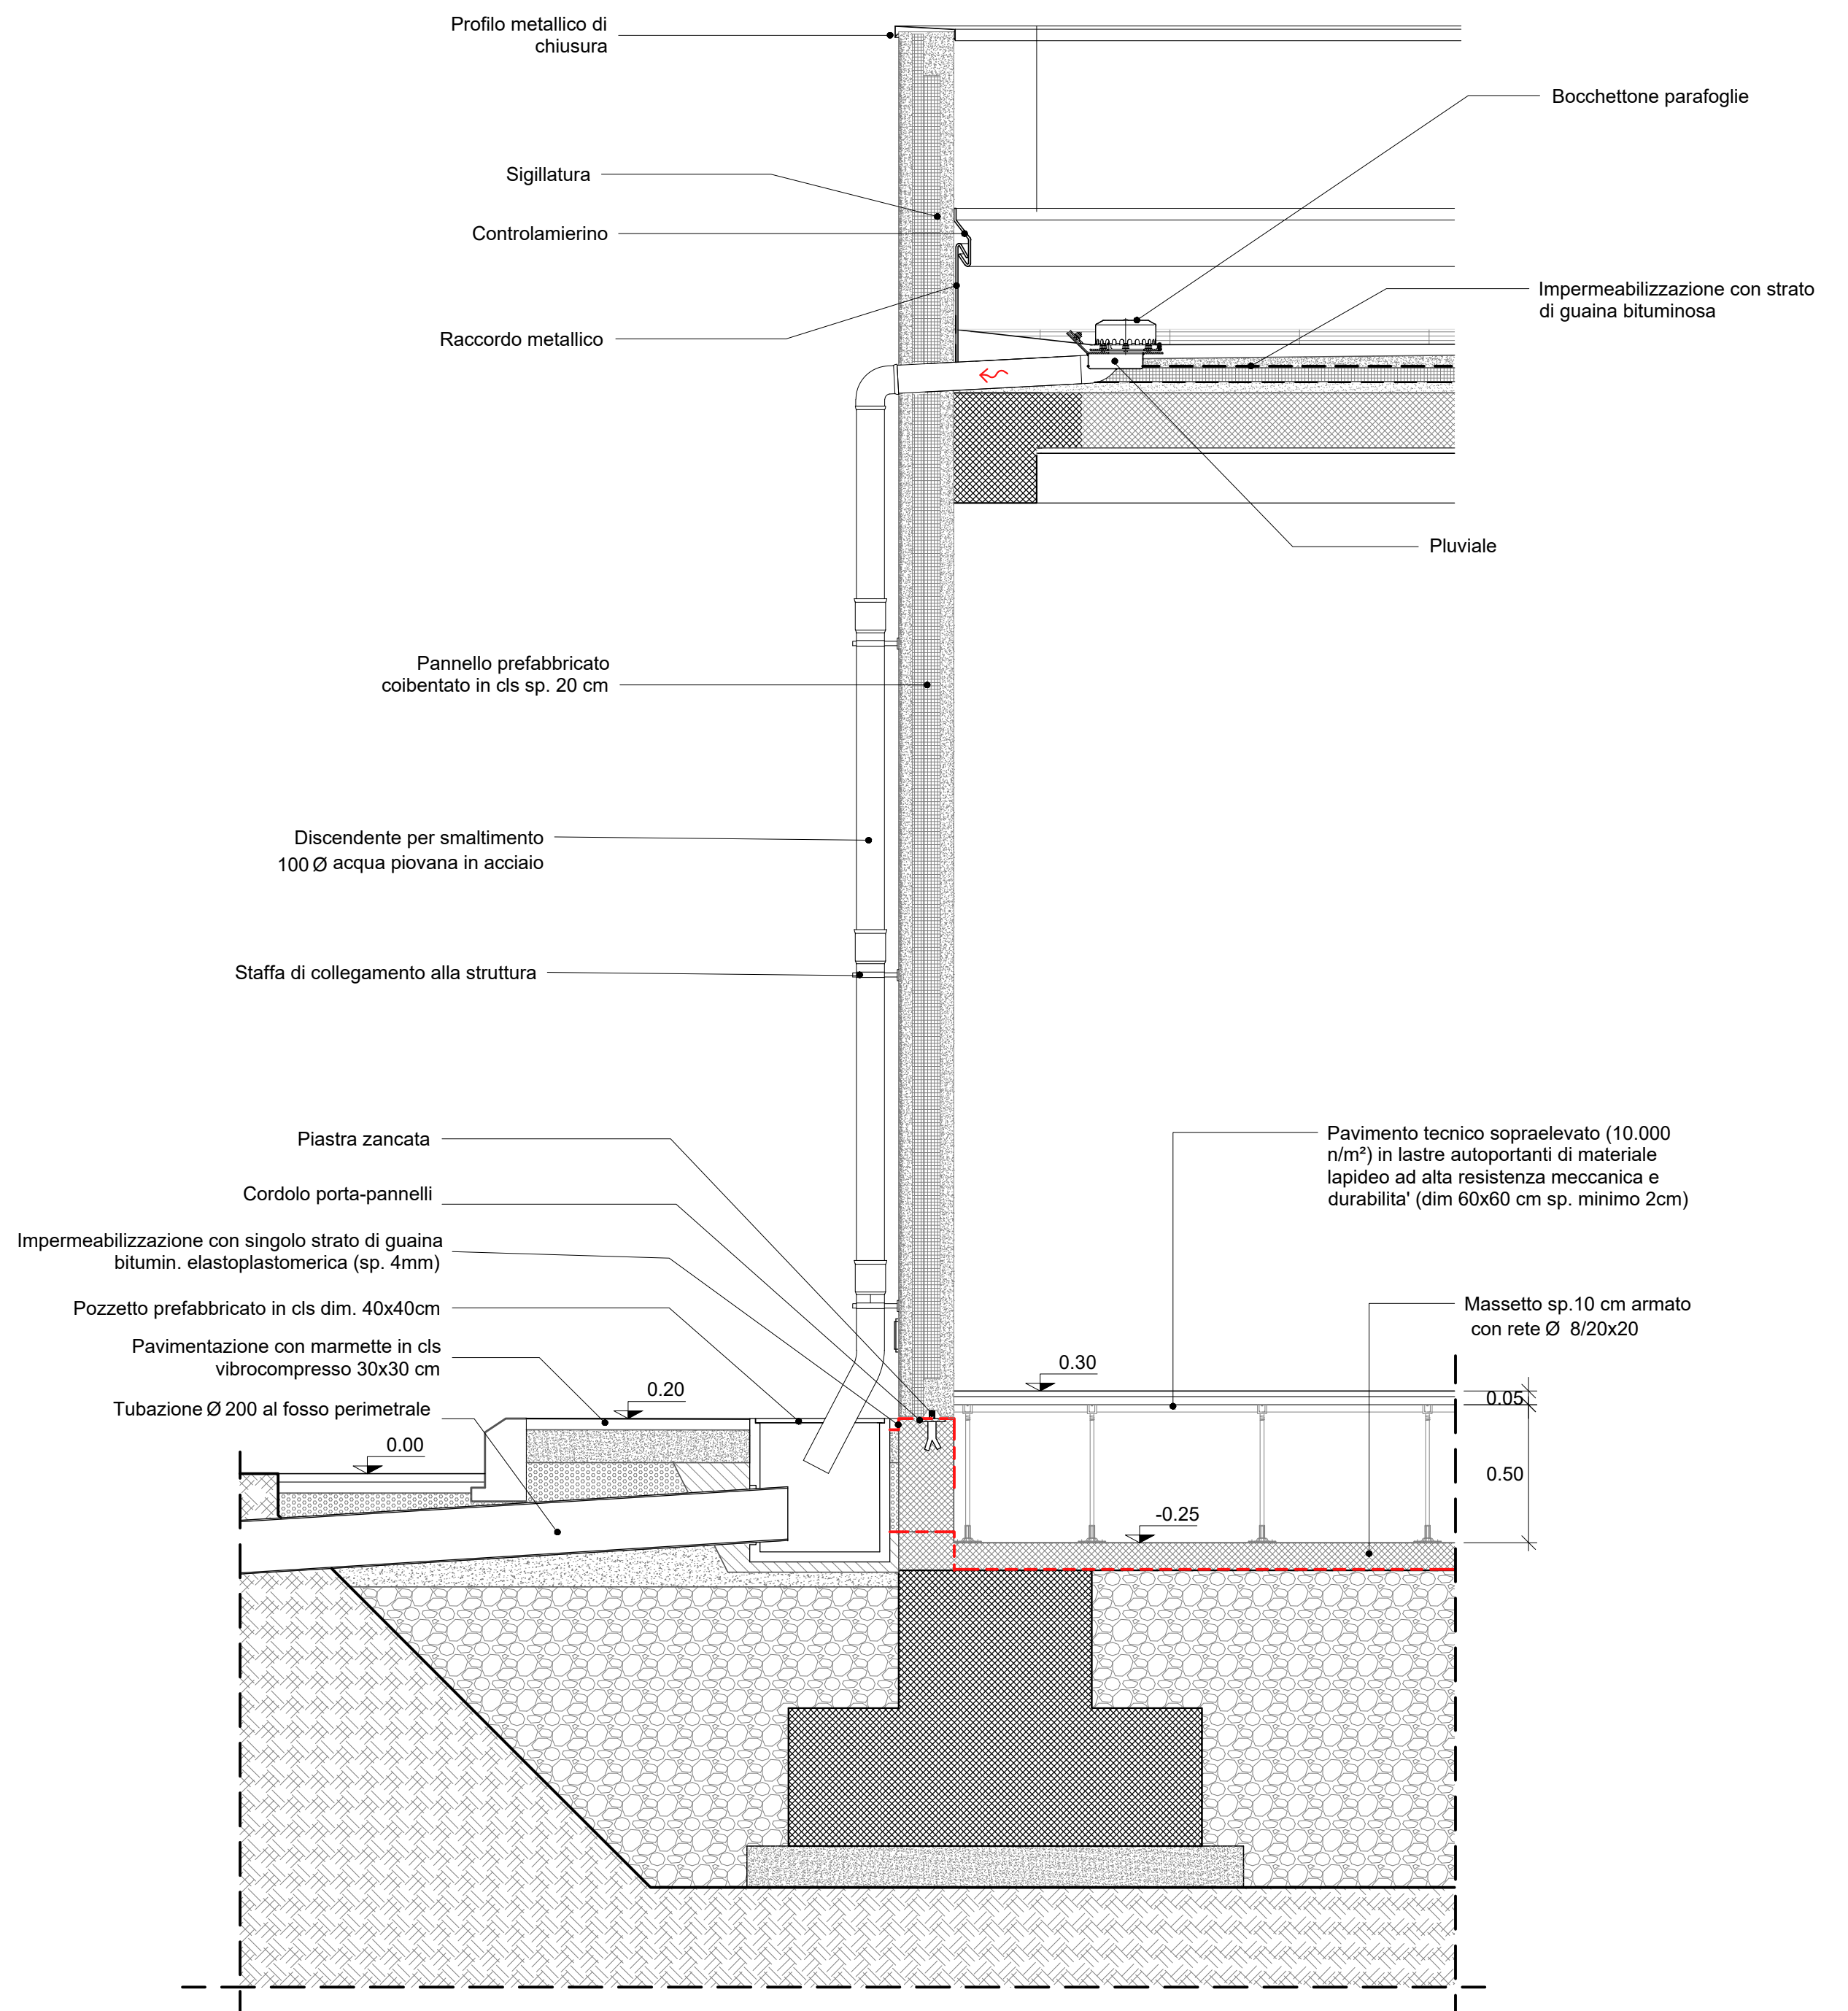 Profilo metallico di
chiusura
Bocchettone parafoglie
Sigillatura
Controlamierino
Impermeabilizzazione con strato
di guaina bituminosa
Raccordo metallico
Pluviale
Pannello prefabbricato
coibentato in cls sp. 20 cm
Discendente per smaltimento
100 Ø acqua piovana in acciaio
Staffa di collegamento alla struttura
Piastra zancata
Pavimento tecnico sopraelevato (10.000
n/m²) in lastre autoportanti di materiale
lapideo ad alta resistenza meccanica e
durabilita' (dim 60x60 cm sp. minimo 2cm)
Cordolo porta-pannelli
Impermeabilizzazione con singolo strato di guaina
bitumin. elastoplastomerica (sp. 4mm)
Pozzetto prefabbricato in cls dim. 40x40cm
Massetto sp.10 cm armato
con rete Ø 8/20x20
Pavimentazione con marmette in cls
vibrocompresso 30x30 cm
Tubazione Ø 200 al fosso perimetrale
0.30
0.20
0.05
0.00
0.50
-0.25